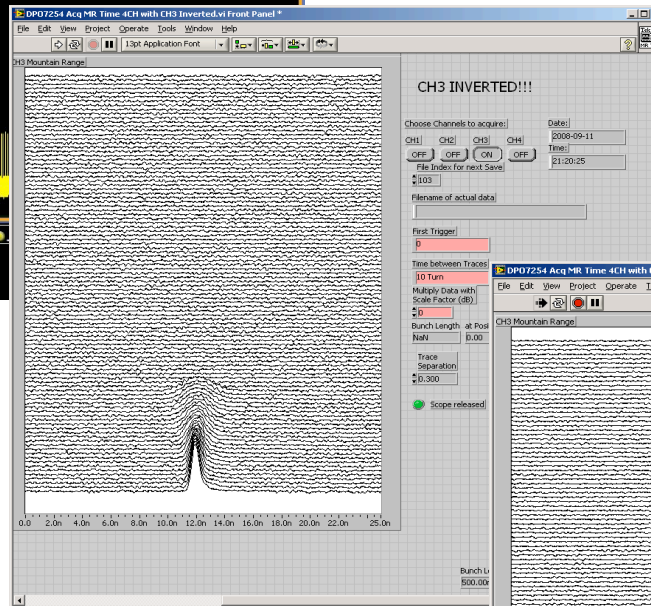 DPO7254 Acq MR Time 4CH with CH3 Inverted.vi Front Panel *
File Edit View Project Operate Tools Window Help
13pt Application Font
CH3 Mountain Range
CH3 INVERTED!!!
Choose Channels to acquire:
Date:
CH1 CH2 CH3 CH4
2008-09-11
OFF OFF ON OFF
Time:
21:20:25
File Index for next Save
103
Filename of actual data
First Trigger
0
Time between Traces
10 Turn
Multiply Data with
Scale Factor (dB)
0
Bunch Length at Posi
NaN 0.00
Trace
Separation
0.300
Scope released
0.0 2.0n 4.0n 6.0n 8.0n 10.0n 12.0n 14.0n 16.0n 18.0n 20.0n 22.0n 25.0n
Bunch L
500.00
DPO7254 Acq MR Time 4CH with
File Edit View Project Operate
CH3 Mountain Range